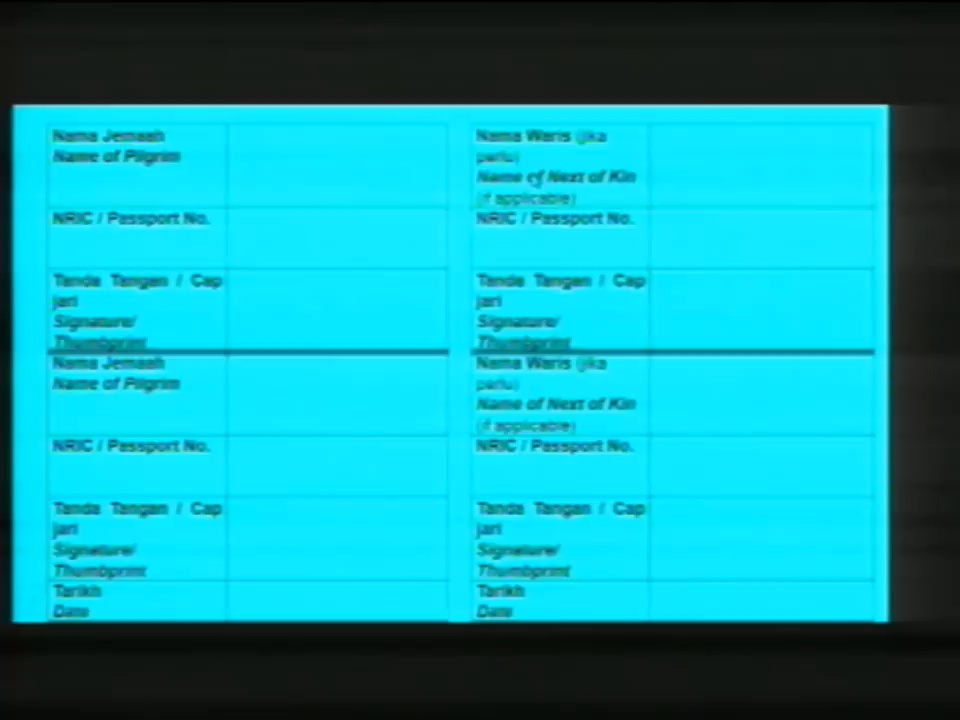 Nama Jemaah
Name of Pilgrim
NRIC / Passport No.
Tanda Tangan / Cap
jari
Signature/
Thumbprint
Nama Jemaah
Name of Pilgrim
NRIC / Passport No.
Tanda Tangan / Cap
jari
Signature/
Thumbprint
Tarikh
Date
Nama Waris (jika
perlu)
Name of Next of Kin
(if applicable)
NRIC / Passport No.
Tanda Tangan / Cap
jari
Signature/
Thumbprint
Nama Waris (jika
perlu)
Name of Next of Kin
(if applicable)
NRIC / Passport No.
Tanda Tangan / Cap
jari
Signature/
Thumbprint
Tarikh
Date